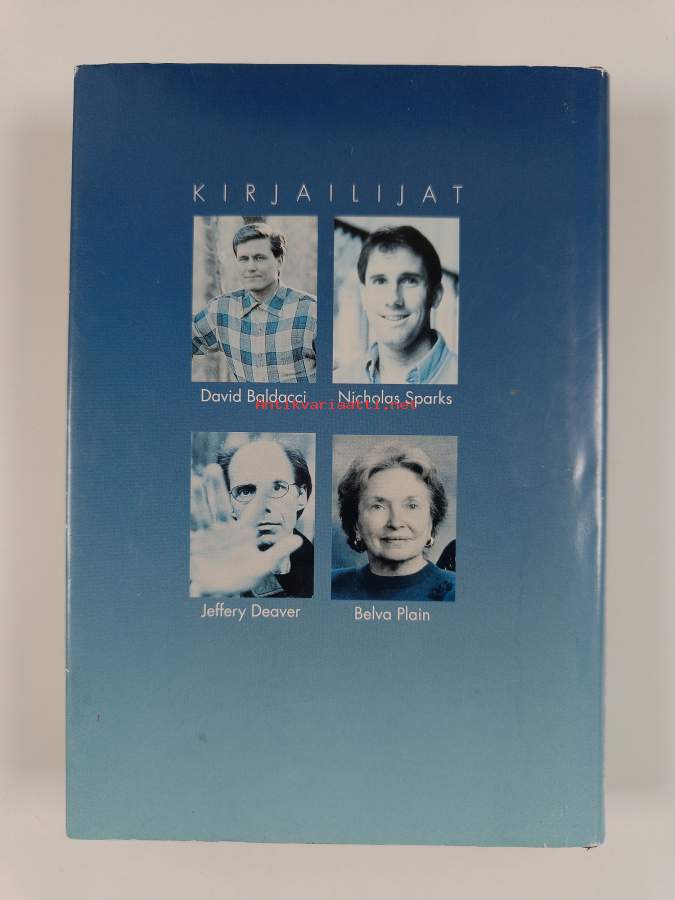 KIRJAILIJAT
David Baldacci
Nicholas Sparks
Antikvariaatti.net
Jeffery Deaver
Belva Plain